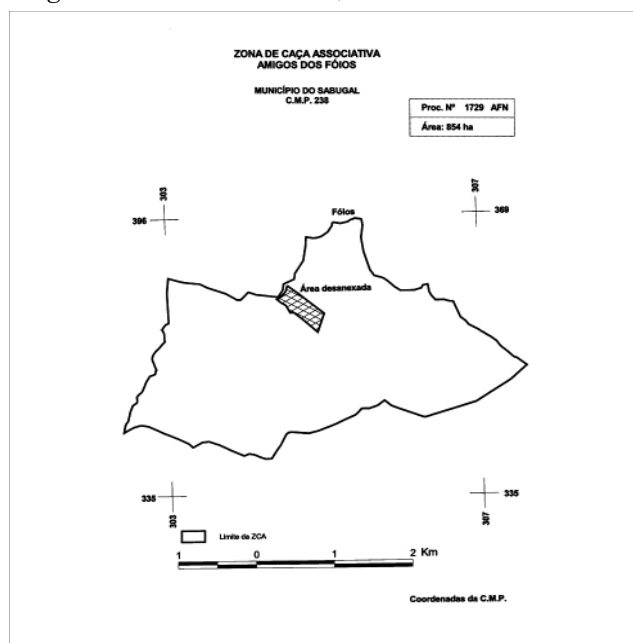 ZONA DE CAÇA ASSOCIATIVA
AMIGOS DOS FÓIOS
MUNICÍPIO DO SABUGAL
C.M.P. 238
Proc. Nº 1729 AFN
Área: 854 ha
303
307
396
369
Fóios
Área desanexada
335
335
303
307
Limite da ZCA
1 0 1 2 Km
Coordenadas da C.M.P.